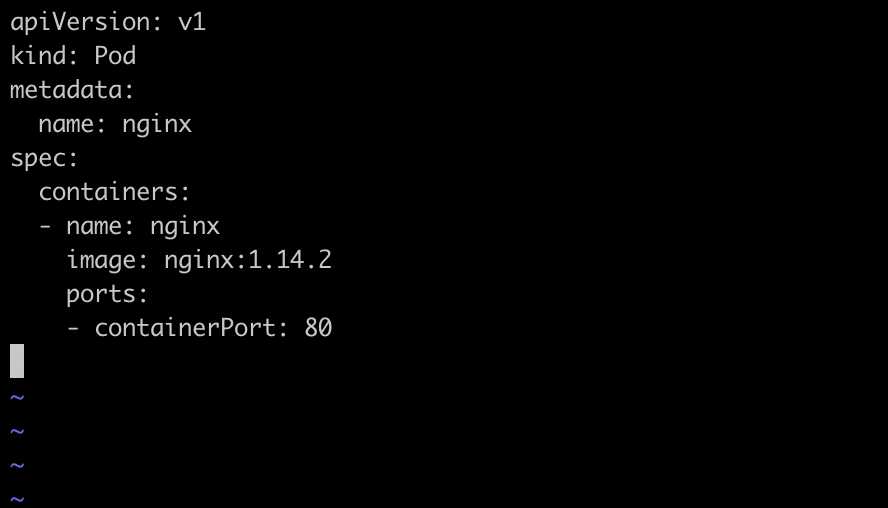 apiVersion: v1
kind: Pod
metadata:
  name: nginx
spec:
  containers:
  - name: nginx
    image: nginx:1.14.2
    ports:
    - containerPort: 80

~
~
~
~